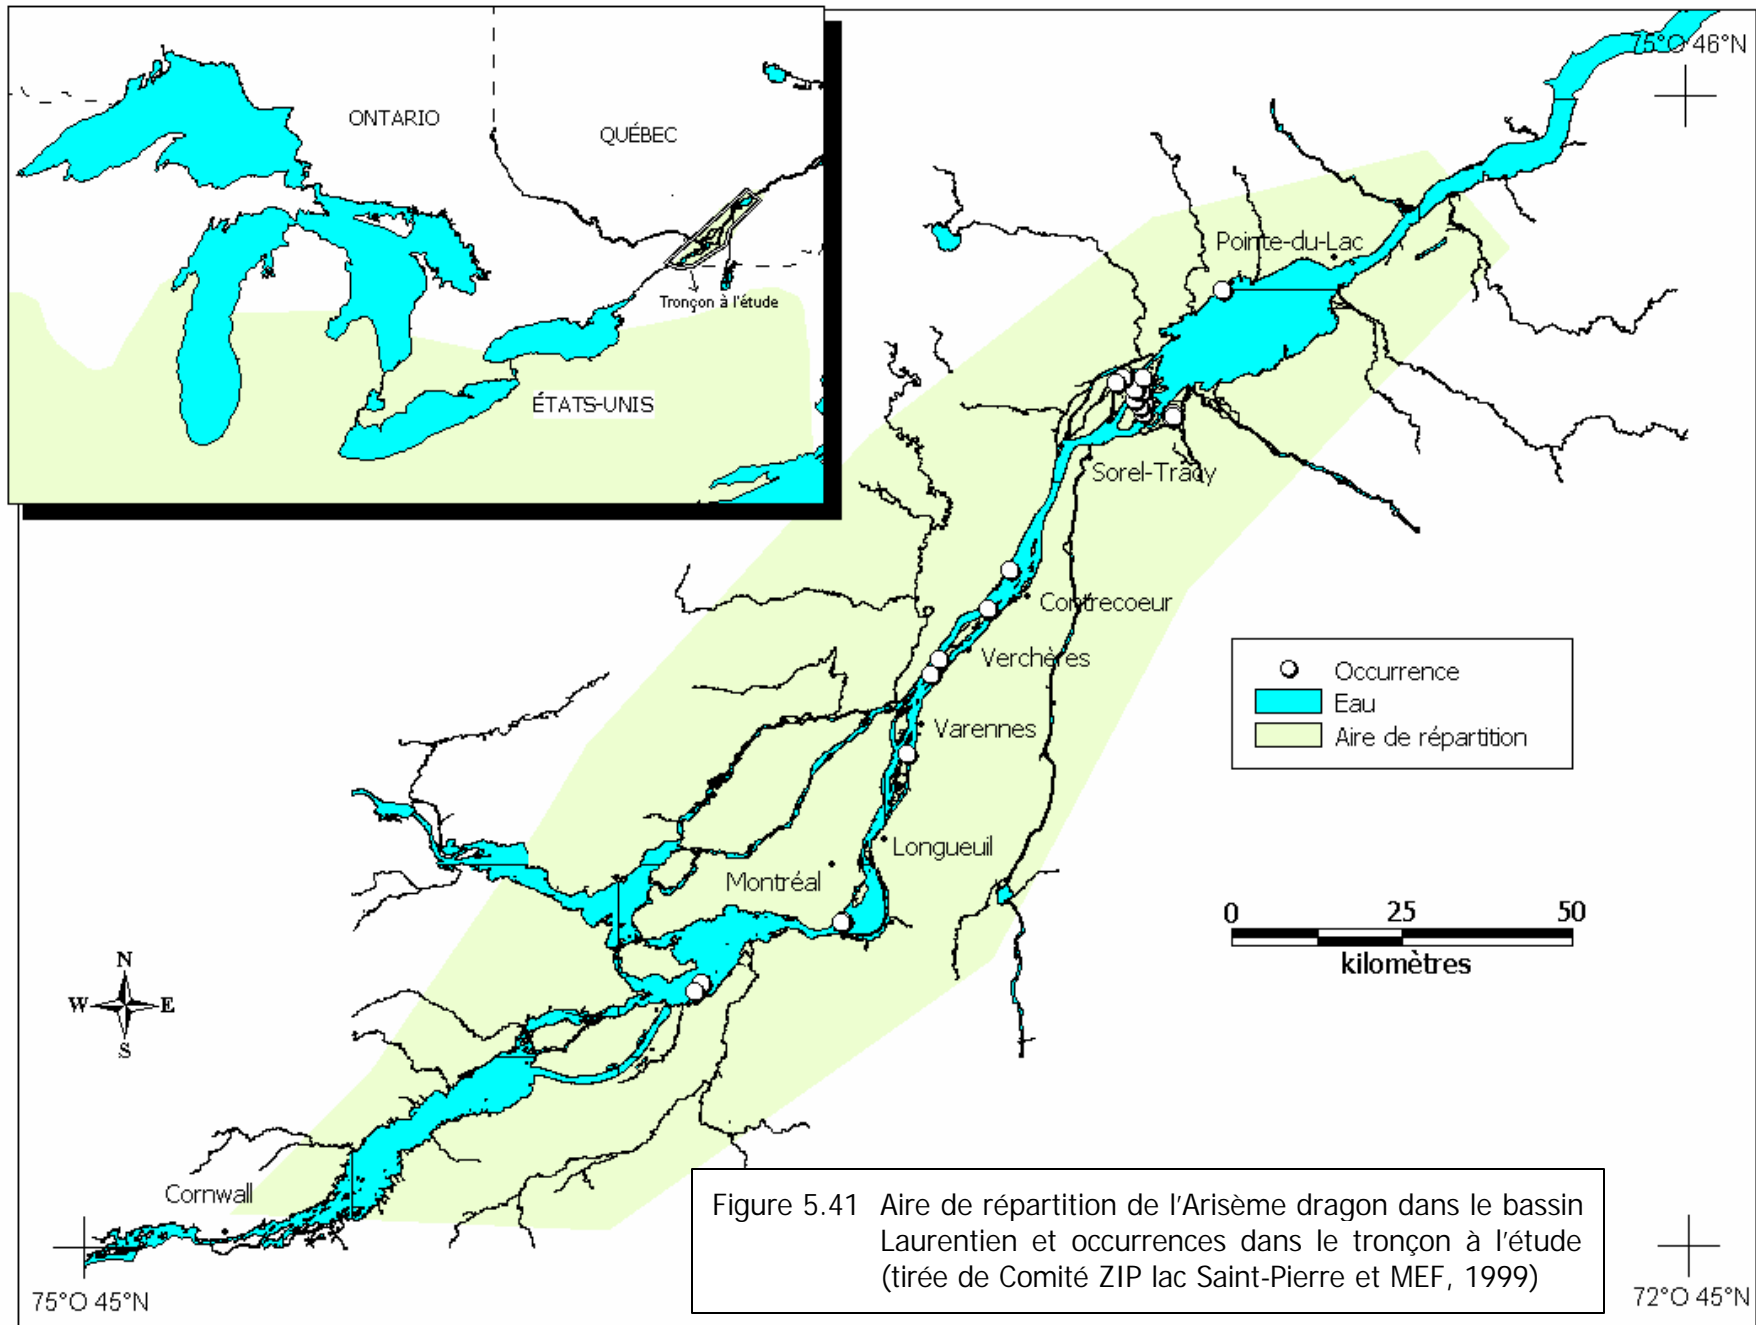 ONTARIO
QUÉBEC
Tronçon à l'étude
ÉTATS-UNIS
75°O 46°N
Pointe-du-Lac
Sorel-Tracy
Contrecoeur
Verchères
Varennes
Longueuil
Montréal
Cornwall
Occurrence
Eau
Aire de répartition
0 25 50
kilomètres
N
W E
S
Figure 5.41 Aire de répartition de l'Arisème dragon dans le bassin
Laurentien et occurrences dans le tronçon à l'étude
(tirée de Comité ZIP lac Saint-Pierre et MEF, 1999)
75°O 45°N
72°O 45°N